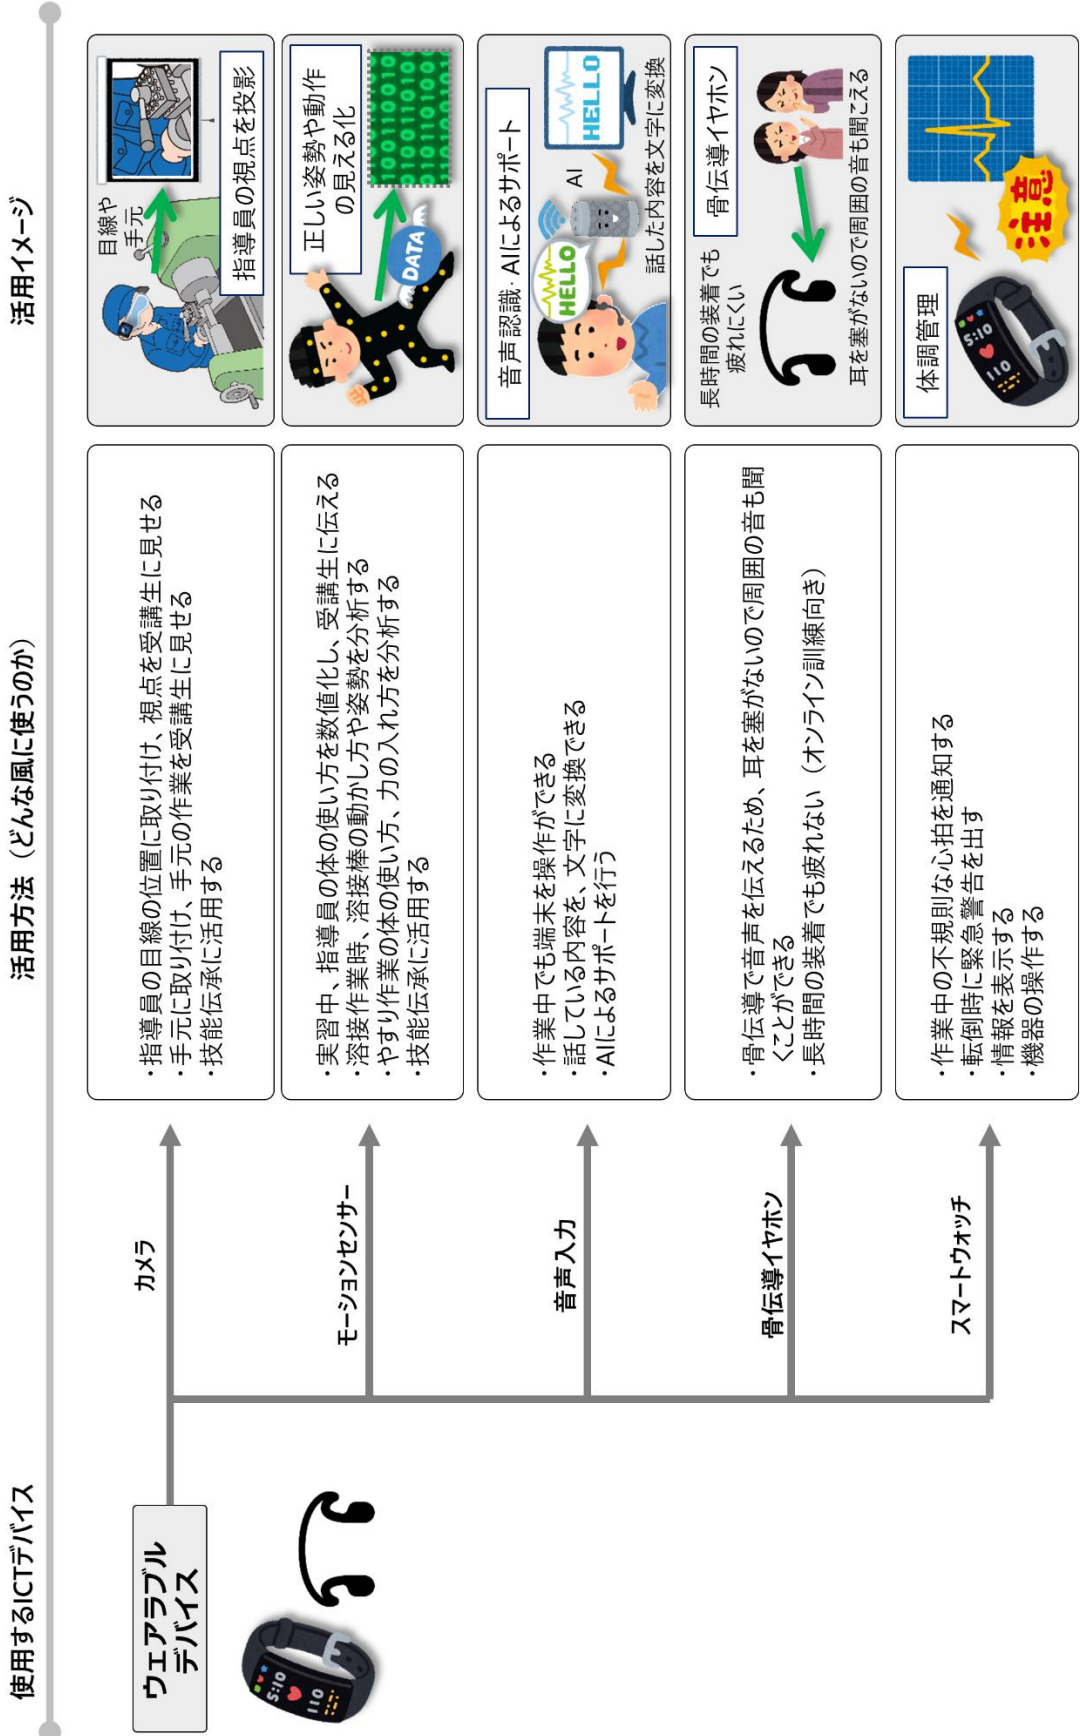 使用するICTデバイス
活用方法（どんな風に使うのか）
活用イメージ
ウェアラブル
デバイス
カメラ
・指導員の目線の位置に取り付け、視点を受講生に見せる
・手元に取り付け、手元の作業を受講生に見せる
・技能伝承に活用する
目線や
手元
指導員の視点を投影
モーションセンサー
・実習中、指導員の体の使い方を数値化し、受講生に伝える
・溶接作業時、溶接棒の動かし方や姿勢を分析する
・やすり作業の体の使い方、力の入れ方を分析する
・技能伝承に活用する
正しい姿勢や動作
の見える化
DATA
音声入力
・作業中でも端末を操作ができる
・話している内容を、文字に変換できる
・AIによるサポートを行う
音声認識・AIによるサポート
HELLO
AI
HELLO
話した内容を文字に変換
骨伝導イヤホン
・骨伝導で音声を伝えるため、耳を塞がないので周囲の音も聞
くことができる
・長時間の装着でも疲れない（オンライン訓練向き）
長時間の装着でも
疲れにくい
骨伝導イヤホン
耳を塞がないので周囲の音も聞こえる
スマートウォッチ
・作業中の不規則な心拍を通知する
・転倒時に緊急警告を出す
・情報を表示する
・機器の操作する
体調管理
5:10
110
注意
5:10
110